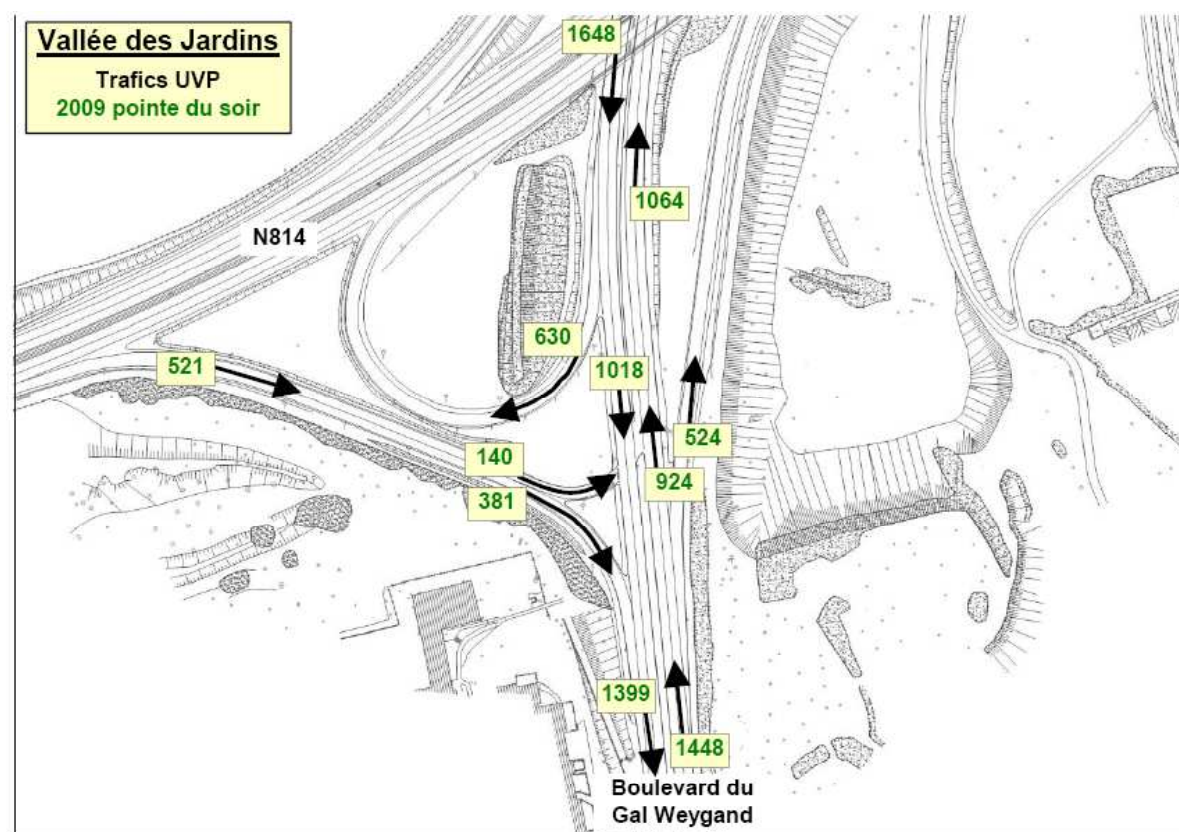 Vallée des Jardins
Trafics UVP
2009 pointe du soir
1648
1064
N814
630
521
1018
524
140
924
381
1399
1448
Boulevard du
Gal Weygand